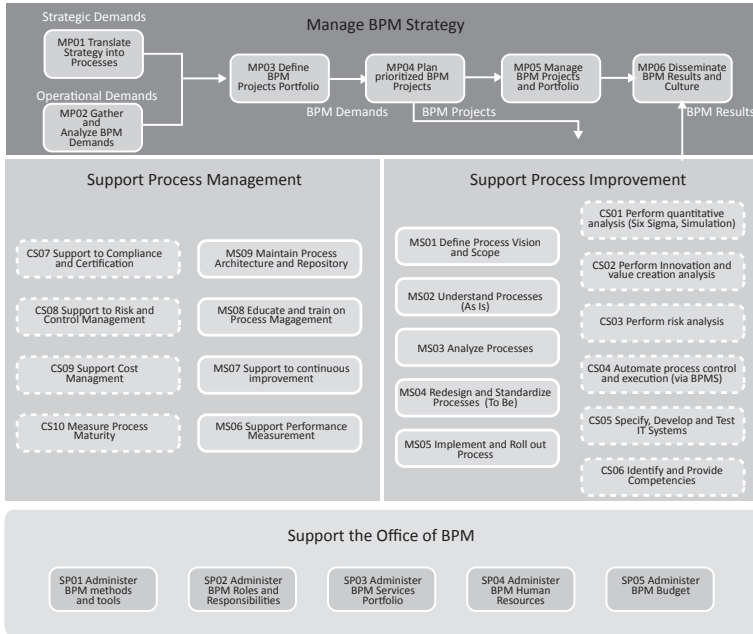 Manage BPM Strategy
Strategic Demands
MP01 Translate
Strategy into
Processes
Operational Demands
MP02 Gather and
Analyze BPM
Demands
MP03 Define
BPM
Projects Portfolio
BPM Demands
MP04 Plan
prioritized BPM
Projects
BPM Projects
MP05 Manage
BPM Projects
and Portfolio
MP06 Disseminate
BPM Results and
Culture
BPM Results
Support Process Management
CS07 Support to Compliance
and Certification
CS08 Support to Risk and
Control Management
CS09 Support Cost
Managment
CS10 Measure Process
Maturity
MS09 Maintain Process
Architecture and Repository
MS08 Educate and train on
Process Magagement
MS07 Support to continuous
improvement
MS06 Support Performance
Measurement
Support Process Improvement
MS01 Define Process Vision
and Scope
MS02 Understand Processes
(As Is)
MS03 Analyze Processes
MS04 Redesign and Standardize
Processes (To Be)
MS05 Implement and Roll out
Process
CS01 Perform quantitative
analysis (Six Sigma, Simulation)
CS02 Perform Innovation and
value creation analysis
CS03 Perform risk analysis
CS04 Automate process control
and execution (via BPMS)
CS05 Specify, Develop and Test
IT Systems
CS06 Identify and Provide
Competencies
Support the Office of BPM
SP01 Administer
BPM methods
and tools
SP02 Administer
BPM Roles and
Responsibilities
SP03 Administer
BPM Services
Portfolio
SP04 Administer
BPM Human
Resources
SP05 Administer
BPM Budget